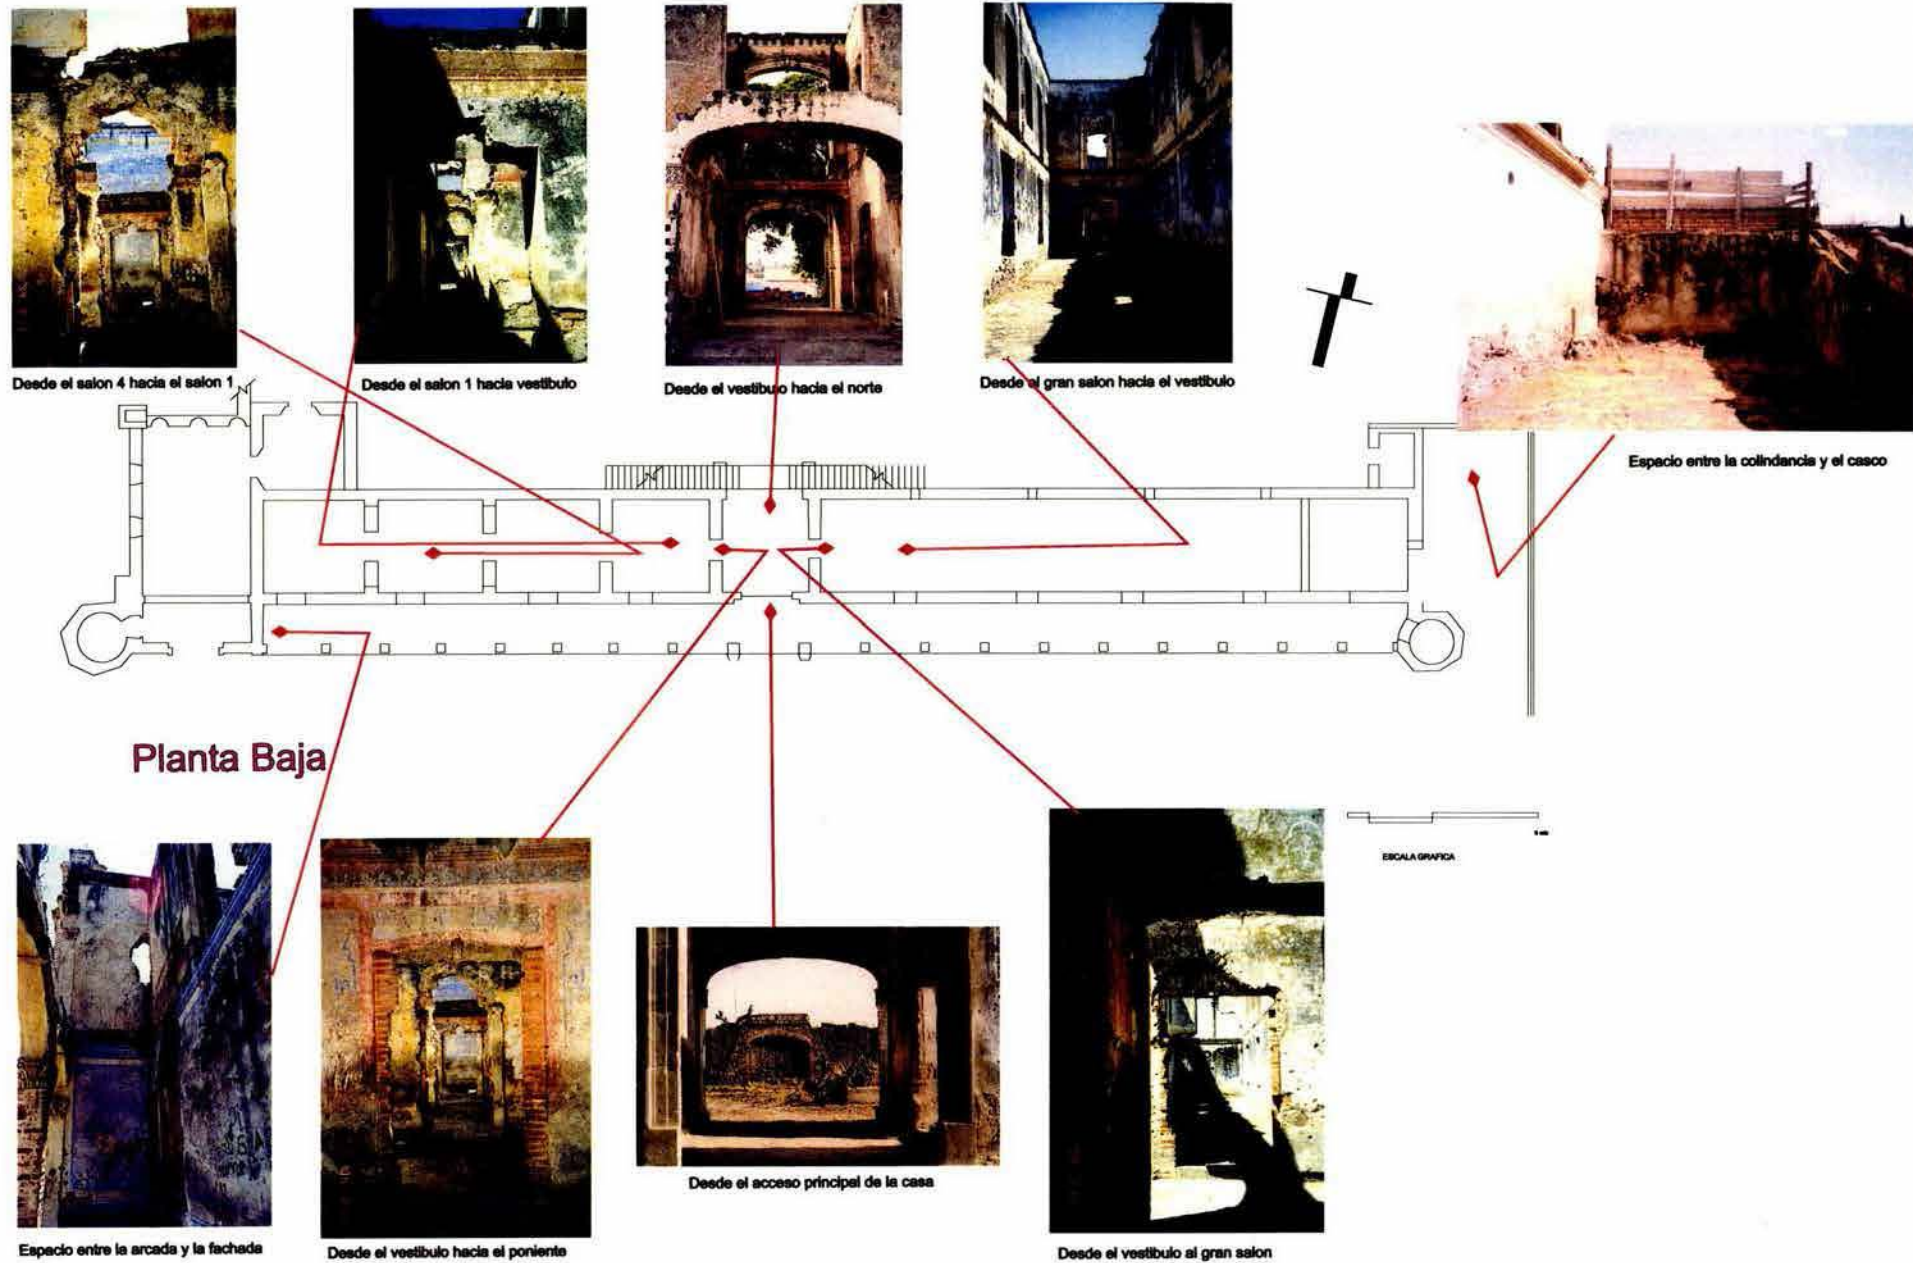 Desde el salon 4 hacia el salon 1
Desde el salon 1 hacia vestibulo
Desde el vestibulo hacia el norte
Desde el gran salon hacia el vestibulo
Espacio entre la colindancia y el casco
Planta Baja
ESCALA GRAFICA
Espacio entre la arcada y la fachada
Desde el vestibulo hacia el poniente
Desde el acceso principal de la casa
Desde el vestibulo al gran salon